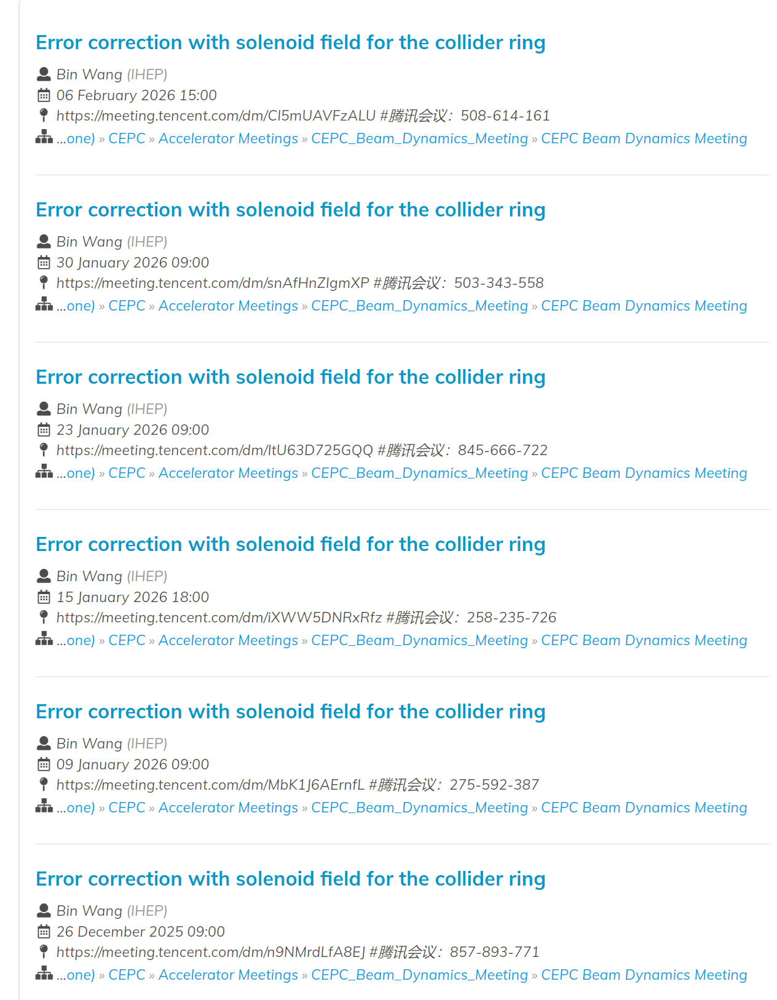 Error correction with solenoid field for the collider ring
Bin Wang (IHEP)
06 February 2026 15:00
https://meeting.tencent.com/dm/CI5mUAVFzALU #腾讯会议：508-614-161
...one) » CEPC » Accelerator Meetings » CEPC_Beam_Dynamics_Meeting » CEPC Beam Dynamics Meeting
Error correction with solenoid field for the collider ring
Bin Wang (IHEP)
30 January 2026 09:00
https://meeting.tencent.com/dm/snAfHnZIgmXP #腾讯会议：503-343-558
...one) » CEPC » Accelerator Meetings » CEPC_Beam_Dynamics_Meeting » CEPC Beam Dynamics Meeting
Error correction with solenoid field for the collider ring
Bin Wang (IHEP)
23 January 2026 09:00
https://meeting.tencent.com/dm/ItU63D725GQQ #腾讯会议：845-666-722
...one) » CEPC » Accelerator Meetings » CEPC_Beam_Dynamics_Meeting » CEPC Beam Dynamics Meeting
Error correction with solenoid field for the collider ring
Bin Wang (IHEP)
15 January 2026 18:00
https://meeting.tencent.com/dm/iXWW5DNRxRfz #腾讯会议：258-235-726
...one) » CEPC » Accelerator Meetings » CEPC_Beam_Dynamics_Meeting » CEPC Beam Dynamics Meeting
Error correction with solenoid field for the collider ring
Bin Wang (IHEP)
09 January 2026 09:00
https://meeting.tencent.com/dm/MbK1J6AErnfL #腾讯会议：275-592-387
...one) » CEPC » Accelerator Meetings » CEPC_Beam_Dynamics_Meeting » CEPC Beam Dynamics Meeting
Error correction with solenoid field for the collider ring
Bin Wang (IHEP)
26 December 2025 09:00
https://meeting.tencent.com/dm/n9NMrdLfA8EJ #腾讯会议：857-893-771
...one) » CEPC » Accelerator Meetings » CEPC_Beam_Dynamics_Meeting » CEPC Beam Dynamics Meeting